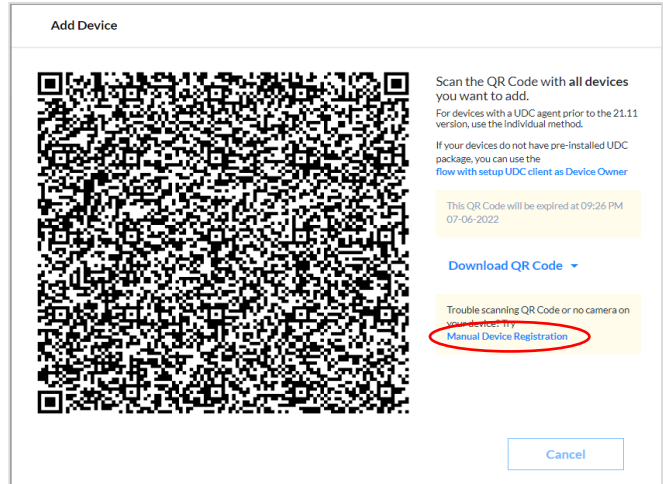 Add Device
Scan the QR Code with all devices
you want to add.
For devices with a UDC agent prior to the 21.11
version, use the individual method.
If your devices do not have pre-installed UDC
package, you can use the
flow with setup UDC client as Device Owner
This QR Code will be expired at 09:26 PM
07-06-2022
Download QR Code
Trouble scanning QR Code or no camera on
your device? Try
Manual Device Registration
Cancel